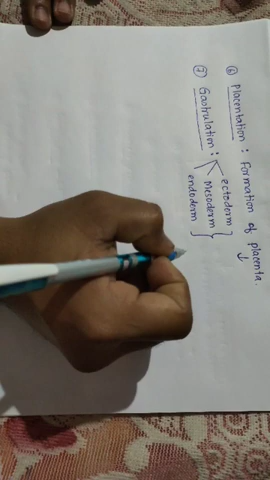 ⑥ Placentation : Formation of placenta.
↓
⑦ Gastrulation : ectoderm
Mesoderm
endoderm